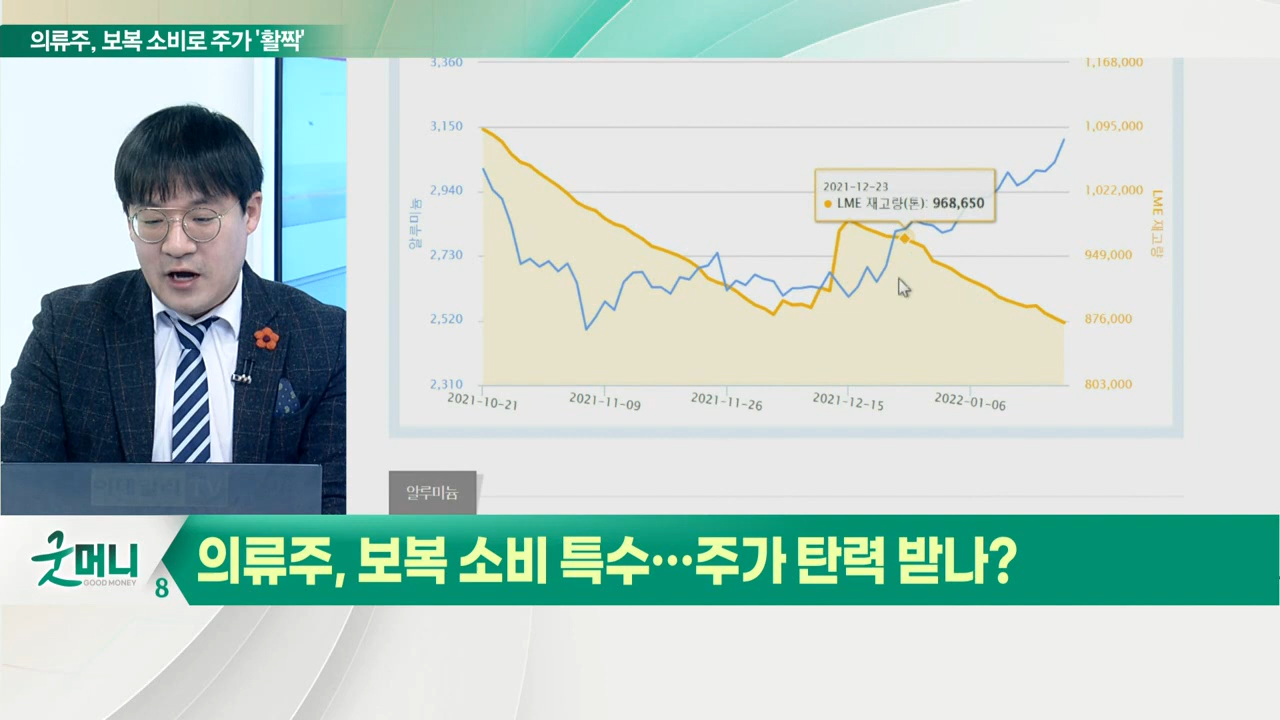 의류주, 보복 소비로 주가 '활짝'
3,360
3,150
2,940
2,730
2,520
2,310
알루미늄
1,168,000
1,095,000
1,022,000
949,000
876,000
803,000
LME 재고량
2021-12-23
LME 재고량(톤): 968,650
2021-10-21
2021-11-09
2021-11-26
2021-12-15
2022-01-06
알루미늄
이데일리 TV
굿머니
GOOD MONEY
8
의류주, 보복 소비 특수…주가 탄력 받나?